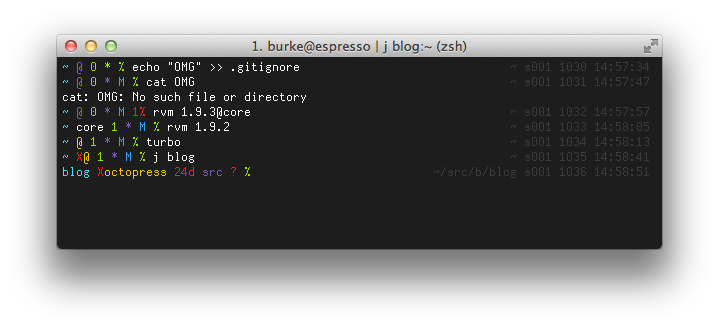 1. burke@espresso | j blog:~ (zsh)
~ @ 0 * % echo "OMG" >> .gitignore ~ s001 1030 14:57:34
~ @ 0 * M % cat OMG ~ s001 1031 14:57:47
cat: OMG: No such file or directory
~ @ 0 * M 1% rvm 1.9.3@core ~ s001 1032 14:57:57
~ core 1 * M % rvm 1.9.2 ~ s001 1033 14:58:05
~ @ 1 * M % turbo ~ s001 1034 14:58:13
~ X@ 1 * M % j blog ~ s001 1035 14:58:41
blog Xoctopress 24d src ? % ~/src/b/blog s001 1036 14:58:51